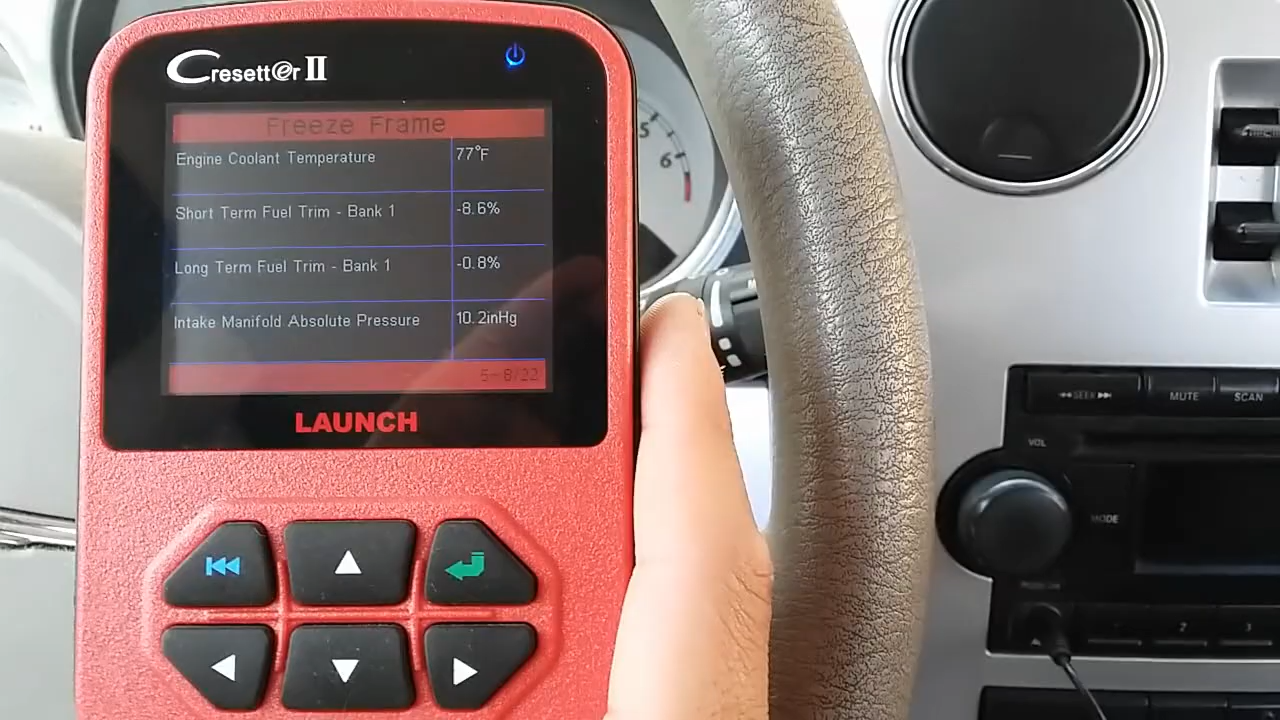 Cresetter II
Freeze Frame
Engine Coolant Temperature 77°F
Short Term Fuel Trim - Bank 1 -8.6%
Long Term Fuel Trim - Bank 1 -0.8%
Intake Manifold Absolute Pressure 10.2inHg
5-8/22
LAUNCH
5
6
SEEK
MUTE
SCAN
VOL
MODE
2
3